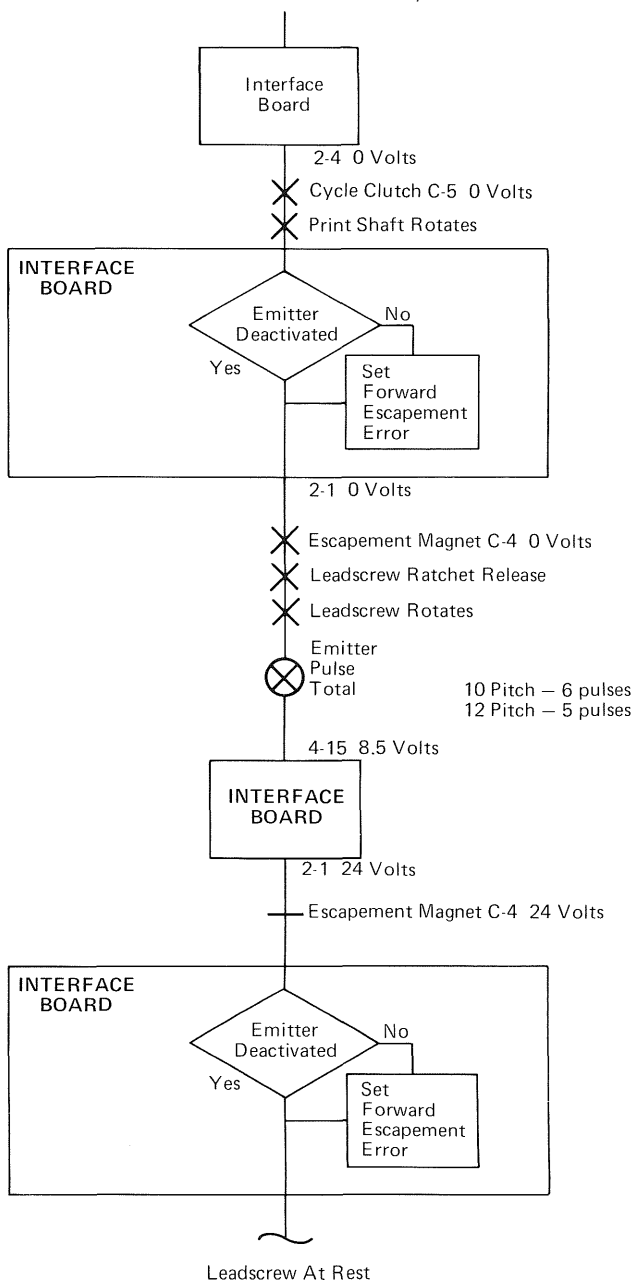 Interface
Board
2-4 0 Volts
Cycle Clutch C-5 0 Volts
Print Shaft Rotates
INTERFACE
BOARD
Emitter
Deactivated
No
Yes
Set
Forward
Escapement
Error
2-1 0 Volts
Escapement Magnet C-4 0 Volts
Leadscrew Ratchet Release
Leadscrew Rotates
Emitter
Pulse
Total
10 Pitch — 6 pulses
12 Pitch — 5 pulses
4-15 8.5 Volts
INTERFACE
BOARD
2-1 24 Volts
Escapement Magnet C-4 24 Volts
INTERFACE
BOARD
Emitter
Deactivated
No
Yes
Set
Forward
Escapement
Error
Leadscrew At Rest